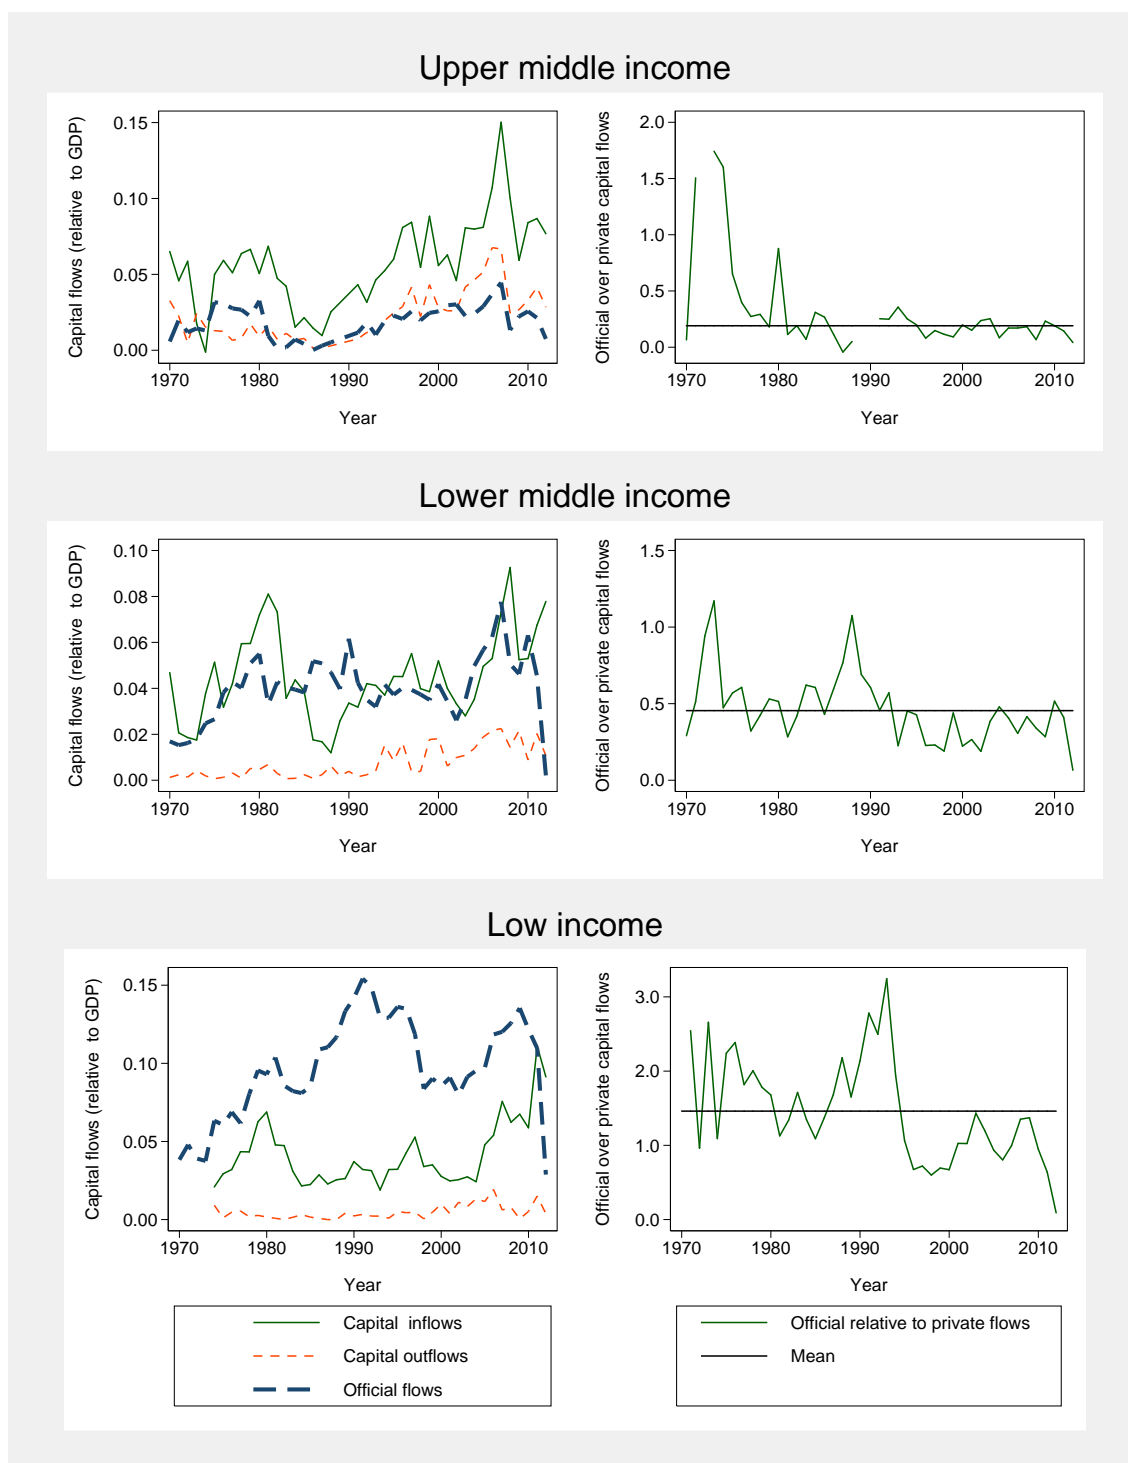 Upper middle income
Capital flows (relative to GDP)
0.15
0.10
0.05
0.00
1970 1980 1990 2000 2010
Year
Official over private capital flows
2.0
1.5
1.0
0.5
0.0
1970 1980 1990 2000 2010
Year
Lower middle income
Capital flows (relative to GDP)
0.10
0.08
0.06
0.04
0.02
0.00
1970 1980 1990 2000 2010
Year
Official over private capital flows
1.5
1.0
0.5
0.0
1970 1980 1990 2000 2010
Year
Low income
Capital flows (relative to GDP)
0.15
0.10
0.05
0.00
1970 1980 1990 2000 2010
Year
Official over private capital flows
3.0
2.0
1.0
0.0
1970 1980 1990 2000 2010
Year
Capital inflows
Capital outflows
Official flows
Official relative to private flows
Mean